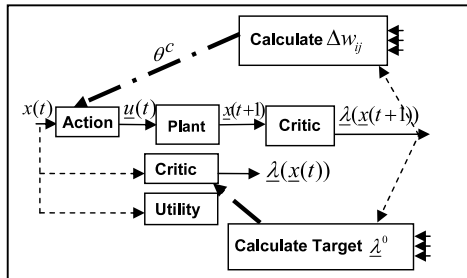 Calculate Δw_ij
θ^c
x(t)
Action
u(t)
Plant
x(t+1)
Critic
λ(x(t+1))
Critic
λ(x(t))
Utility
Calculate Target λ^0